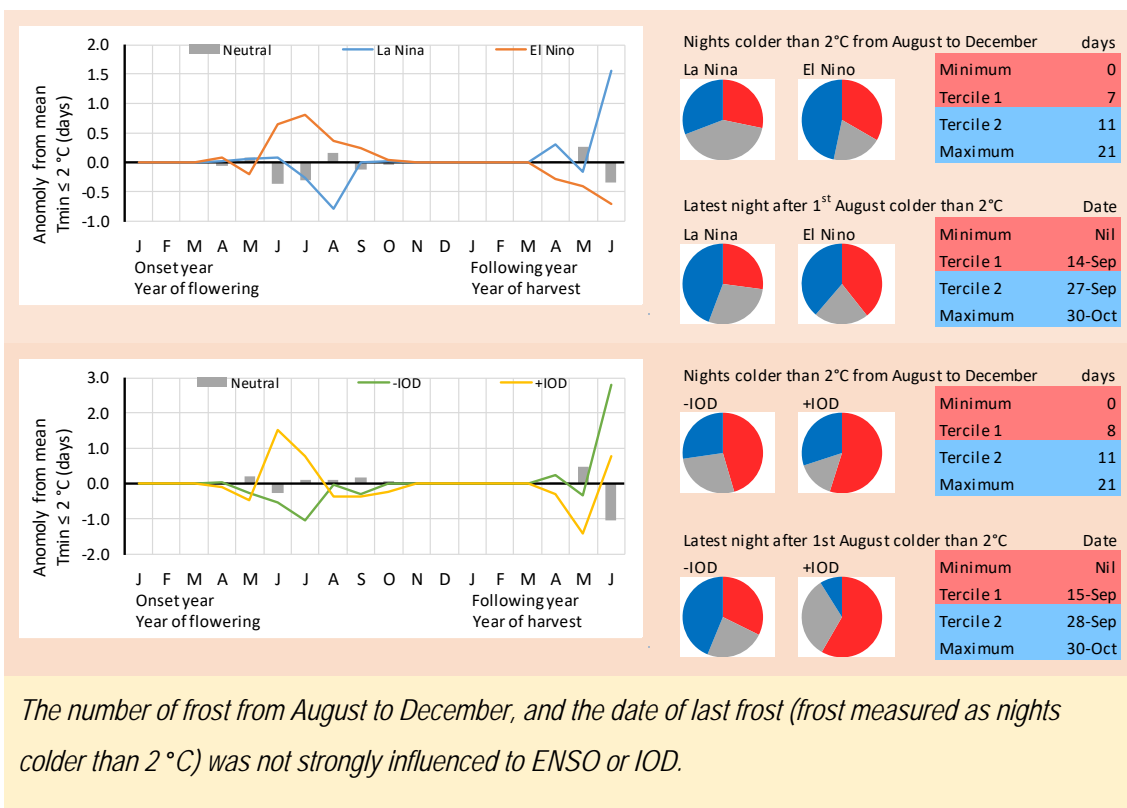 Neutral La Nina El Nino
2.0
1.5
1.0
0.5
0.0
-0.5
-1.0
Anomoly from mean
Tmin ≤ 2 °C (days)
J F M A M J J A S O N D J F M A M J
Onset year Following year
Year of flowering Year of harvest
Nights colder than 2°C from August to December days
La Nina El Nino
Minimum 0
Tercile 1 7
Tercile 2 11
Maximum 21
Latest night after 1st August colder than 2°C Date
La Nina El Nino
Minimum Nil
Tercile 1 14-Sep
Tercile 2 27-Sep
Maximum 30-Oct
Neutral -IOD +IOD
3.0
2.0
1.0
0.0
-1.0
-2.0
Anomoly from mean
Tmin ≤ 2 °C (days)
J F M A M J J A S O N D J F M A M J
Onset year Following year
Year of flowering Year of harvest
Nights colder than 2°C from August to December days
-IOD +IOD
Minimum 0
Tercile 1 8
Tercile 2 11
Maximum 21
Latest night after 1st August colder than 2°C Date
-IOD +IOD
Minimum Nil
Tercile 1 15-Sep
Tercile 2 28-Sep
Maximum 30-Oct
The number of frost from August to December, and the date of last frost (frost measured as nights
colder than 2 °C) was not strongly influenced to ENSO or IOD.